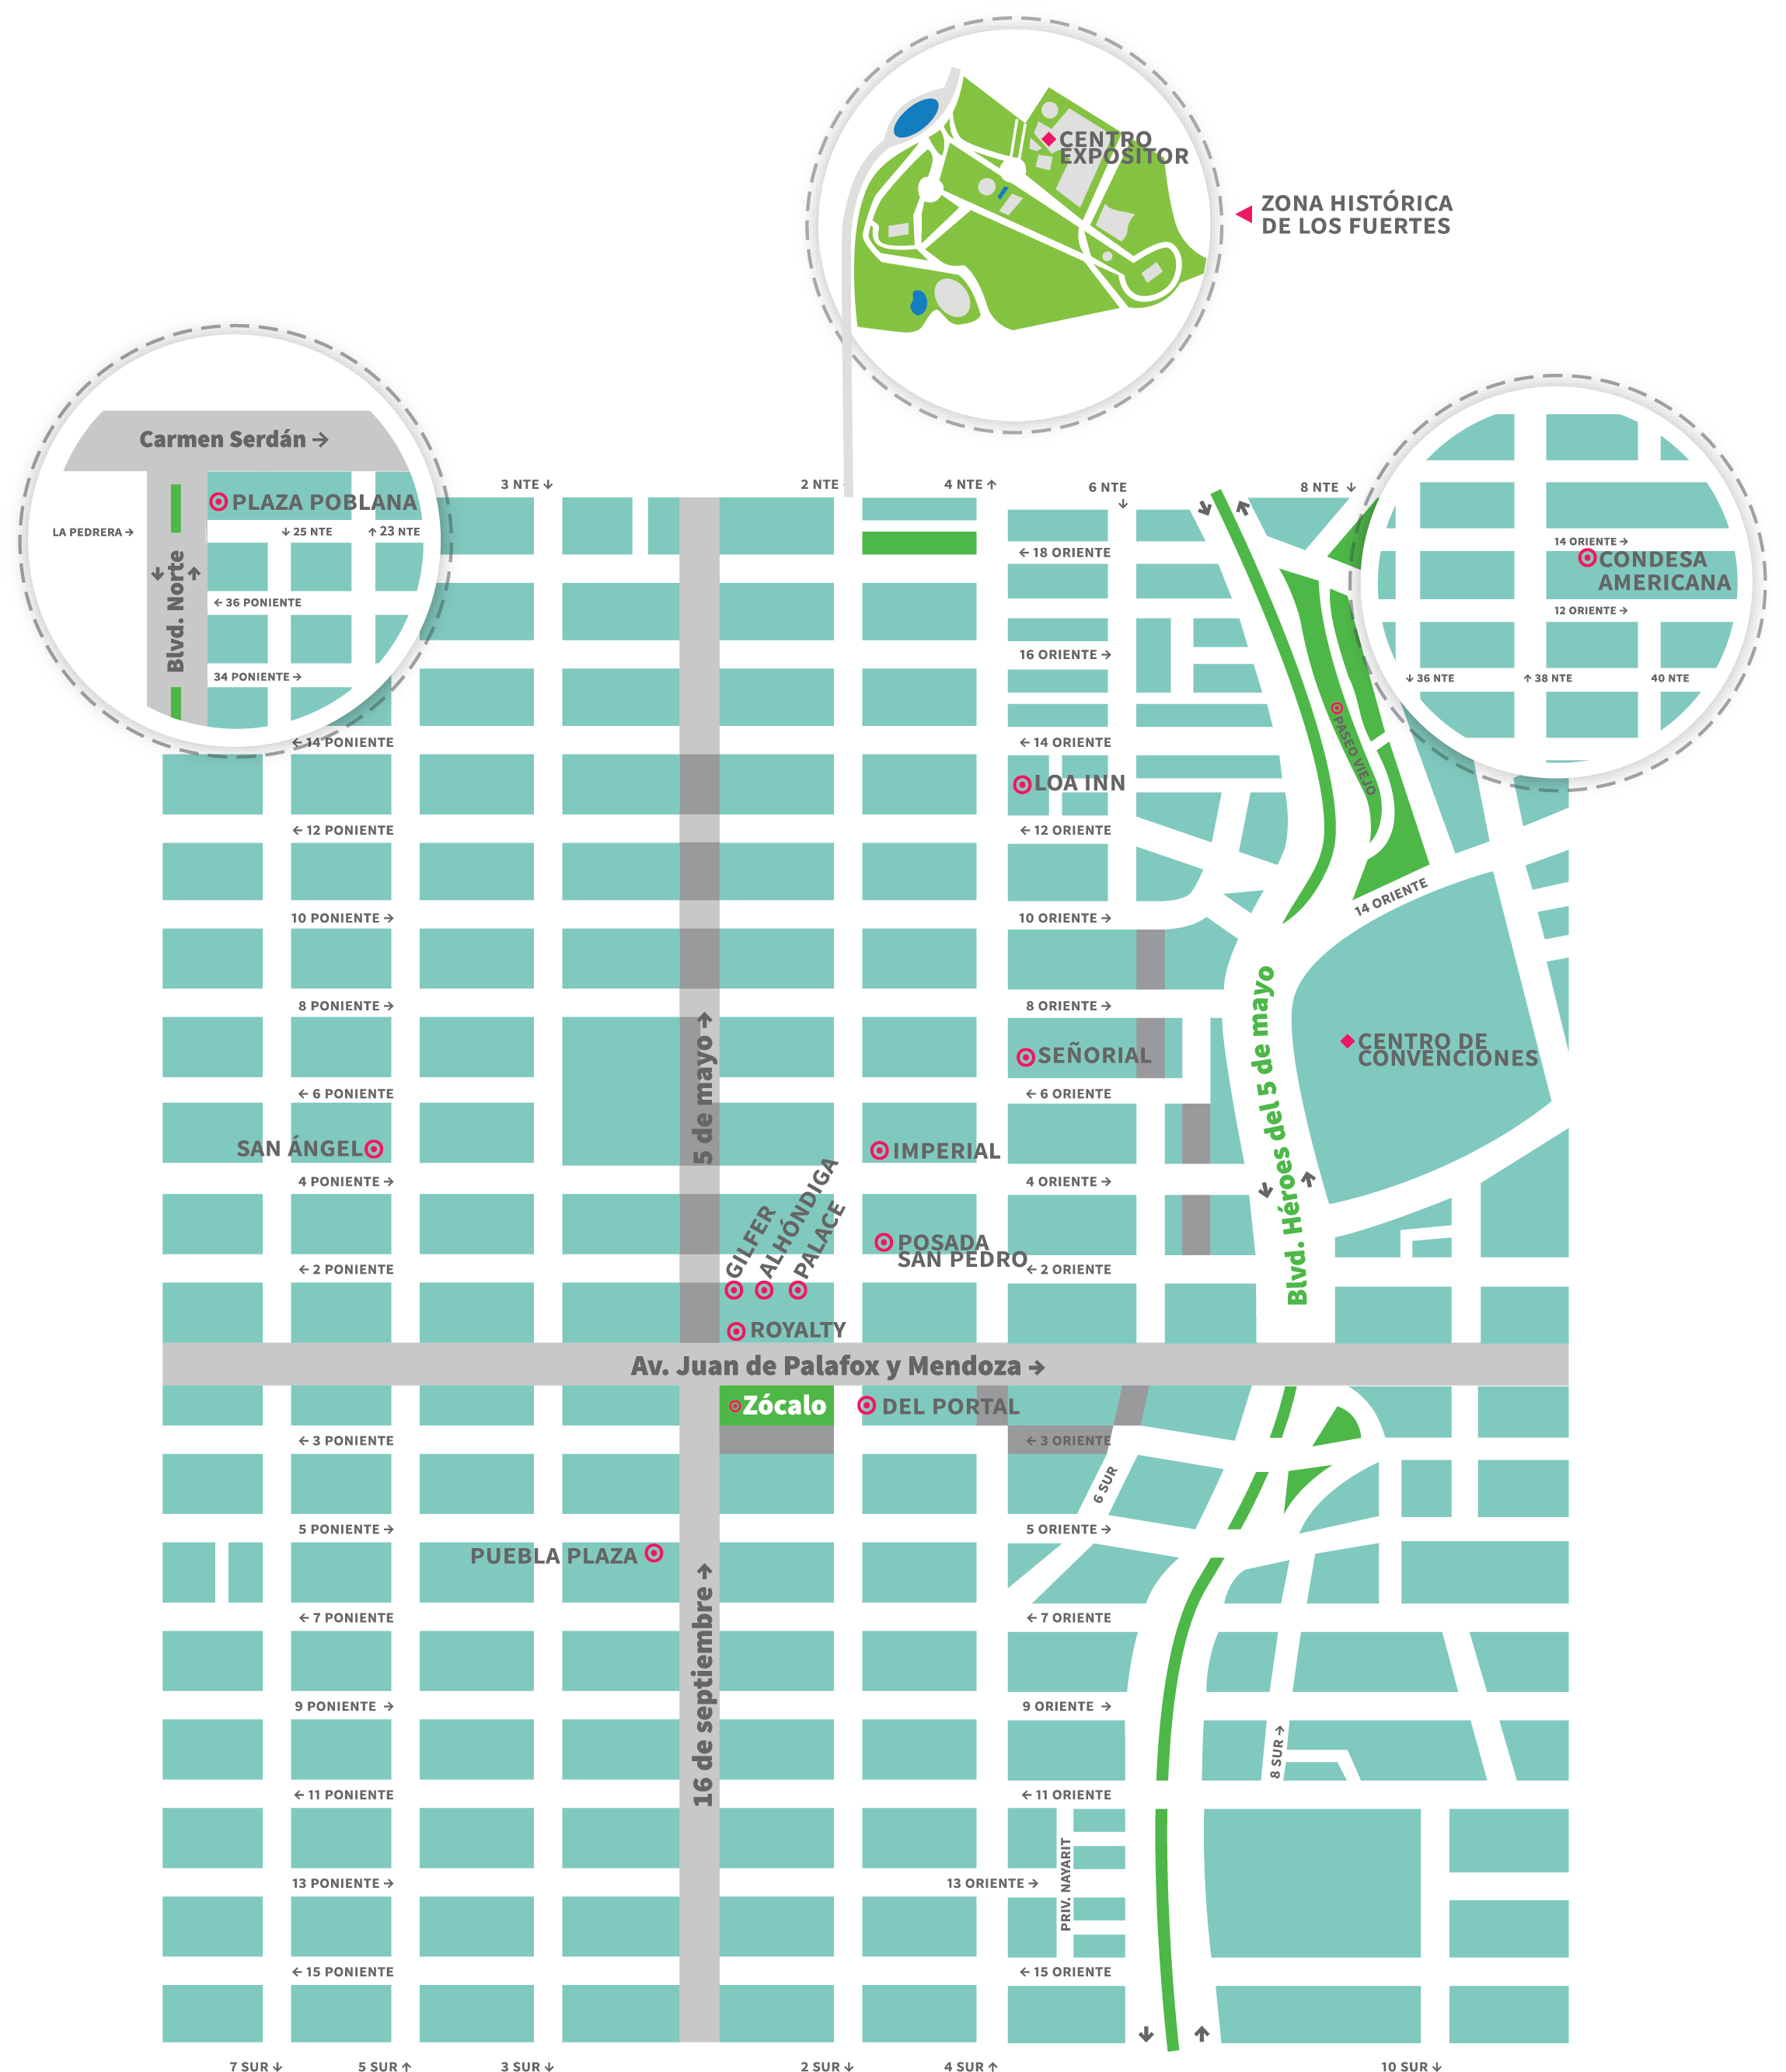 CENTRO
EXPOSITOR
ZONA HISTÓRICA
DE LOS FUERTES
Carmen Serdán →
PLAZA POBLANA
LA PEDRERA →
↓ 25 NTE
↑ 23 NTE
Blvd. Norte
← 36 PONIENTE
34 PONIENTE →
3 NTE ↓
2 NTE
4 NTE ↑
6 NTE
↓
8 NTE ↓
14 ORIENTE →
CONDESA
AMERICANA
12 ORIENTE →
↓ 36 NTE
↑ 38 NTE
40 NTE
← 18 ORIENTE
16 ORIENTE →
PASEO VIEJO
← 14 PONIENTE
← 14 ORIENTE
LOA INN
← 12 PONIENTE
← 12 ORIENTE
14 ORIENTE
10 PONIENTE →
10 ORIENTE →
8 PONIENTE →
8 ORIENTE →
5 de mayo →
Blvd. Héroes del 5 de mayo
SEÑORIAL
CENTRO DE
CONVENCIONES
← 6 PONIENTE
← 6 ORIENTE
SAN ÁNGEL
IMPERIAL
4 PONIENTE →
4 ORIENTE →
GILFER
ALHÓNDIGA
PALACE
POSADA
SAN PEDRO
← 2 PONIENTE
← 2 ORIENTE
ROYALTY
Av. Juan de Palafox y Mendoza →
Zócalo
DEL PORTAL
← 3 PONIENTE
← 3 ORIENTE
6 SUR
5 PONIENTE →
5 ORIENTE →
PUEBLA PLAZA
16 de septiembre →
← 7 PONIENTE
← 7 ORIENTE
9 PONIENTE →
9 ORIENTE →
8 SUR →
← 11 PONIENTE
← 11 ORIENTE
PRIV. NAYARIT
13 PONIENTE →
13 ORIENTE →
← 15 PONIENTE
← 15 ORIENTE
7 SUR ↓
5 SUR ↑
3 SUR ↓
2 SUR ↓
4 SUR ↑
10 SUR ↓